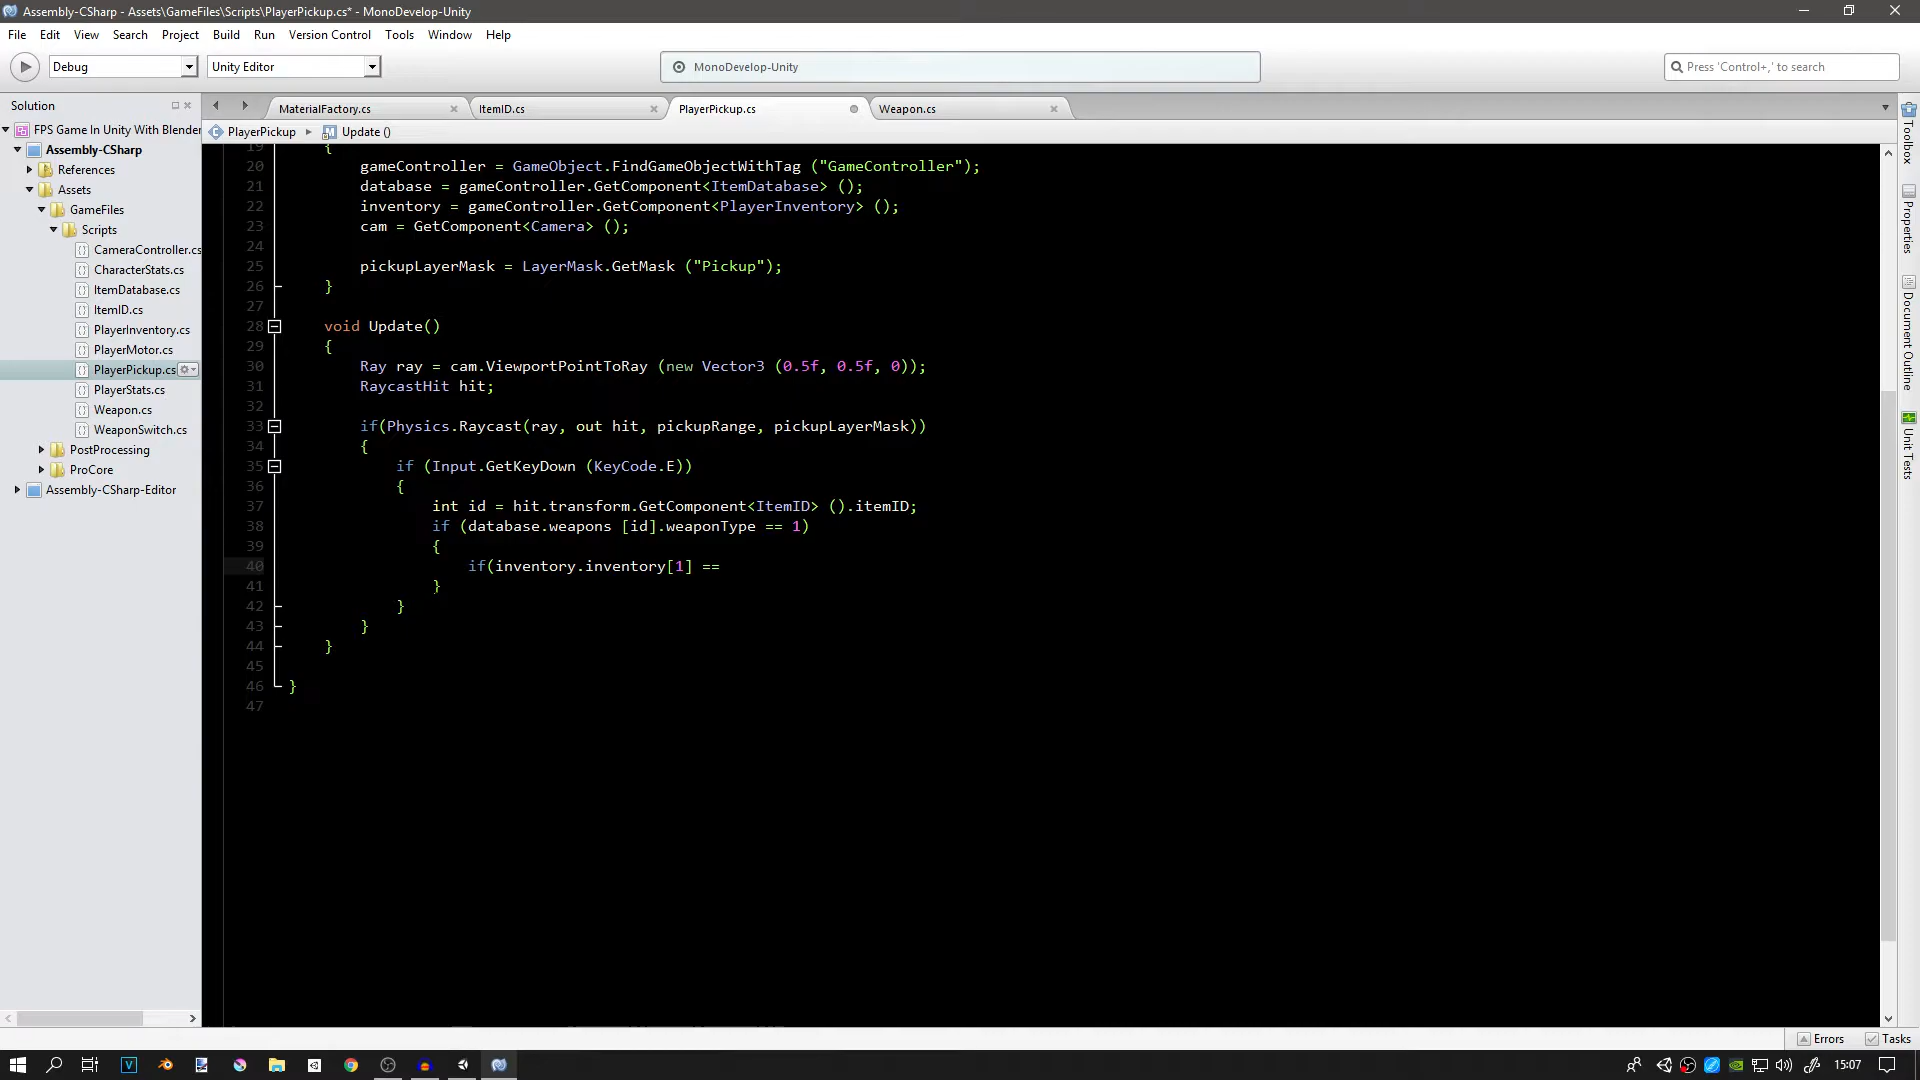 Assembly-CSharp - Assets\GameFiles\Scripts\PlayerPickup.cs* - MonoDevelop-Unity
File Edit View Search Project Build Run Version Control Tools Window Help
Debug Unity Editor MonoDevelop-Unity Press 'Control+,' to search
Solution MaterialFactory.cs ItemID.cs PlayerPickup.cs Weapon.cs
PlayerPickup Update ()
FPS Game In Unity With Blender
Assembly-CSharp
References
Assets
GameFiles
Scripts
CameraController.cs
CharacterStats.cs
ItemDatabase.cs
ItemID.cs
PlayerInventory.cs
PlayerMotor.cs
PlayerPickup.cs
PlayerStats.cs
Weapon.cs
WeaponSwitch.cs
PostProcessing
ProCore
Assembly-CSharp-Editor
19 {
20 gameController = GameObject.FindGameObjectWithTag ("GameController");
21 database = gameController.GetComponent<ItemDatabase> ();
22 inventory = gameController.GetComponent<PlayerInventory> ();
23 cam = GetComponent<Camera> ();
24
25 pickupLayerMask = LayerMask.GetMask ("Pickup");
26 }
27
28 void Update()
29 {
30 Ray ray = cam.ViewportPointToRay (new Vector3 (0.5f, 0.5f, 0));
31 RaycastHit hit;
32
33 if(Physics.Raycast(ray, out hit, pickupRange, pickupLayerMask))
34 {
35 if (Input.GetKeyDown (KeyCode.E))
36 {
37 int id = hit.transform.GetComponent<ItemID> ().itemID;
38 if (database.weapons [id].weaponType == 1)
39 {
40 if(inventory.inventory[1] ==
41 }
42 }
43 }
44 }
45
46 }
47
Toolbox
Properties
Document Outline
Unit Tests
Errors Tasks
15:07